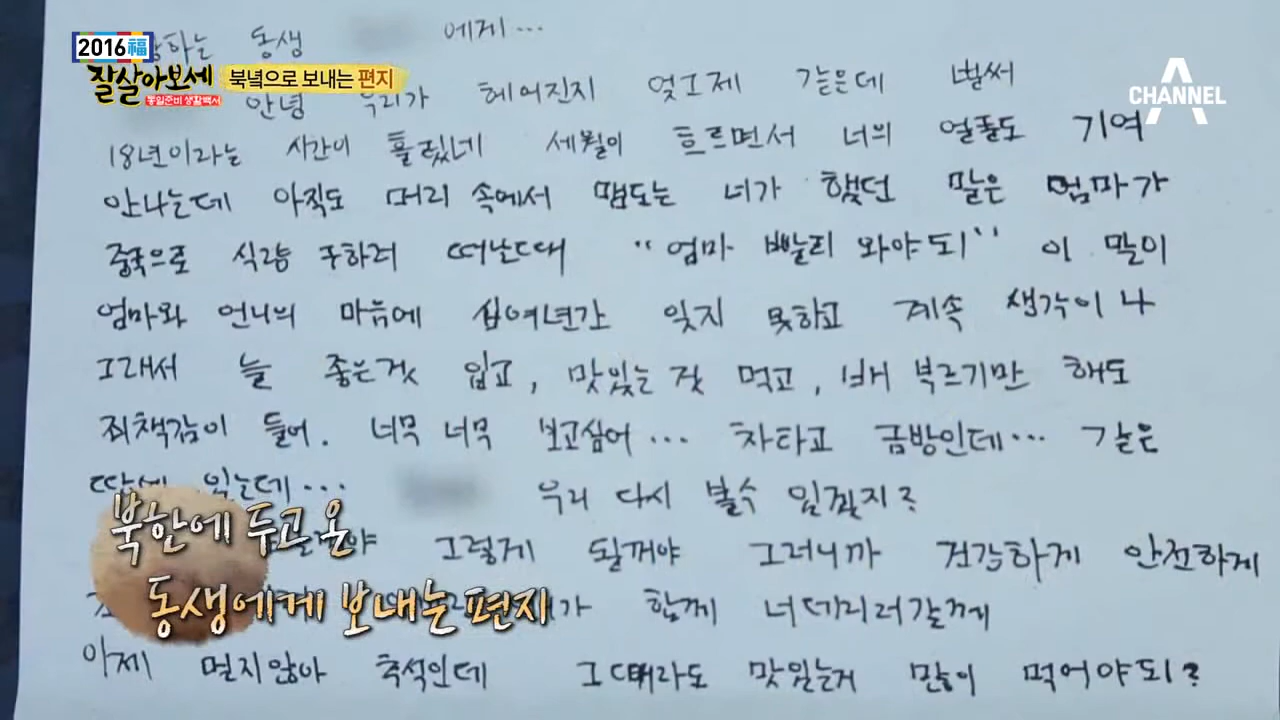 2016福
잘살아보세
통일준비 생활백서
북녘으로 보내는 편지
CHANNEL A
하는 동생 에게...
안녕 우리가 헤어진지 엊그제 같은데 벌써
18년이라는 시간이 흘렀네 세월이 흐르면서 너의 얼굴도 기억
안나는데 아직도 머리 속에서 맴도는 너가 했던 말은 엄마가
중국으로 식량 구하러 떠난드때 "엄마 빨리 와야되" 이 말이
엄마와 언니의 마음에 십여년간 잊지 못하고 계속 생각이 나
그래서 늘 좋은것 입고, 맛있는 것 먹고, 배 부르기만 해도
죄책감이 들어. 너무 너무 보고싶어... 차타고 금방인데... 같은
땅에 있는데...
우리 다시 볼수 있겠지?
그렇게 될꺼야 그러니까 건강하게 안전하게
가 함께 너데리러갈께
이제 멀지않아 추석인데 그때라도 맛있는거 많이 먹어야되?
북한에 두고 온
동생에게 보내는 편지